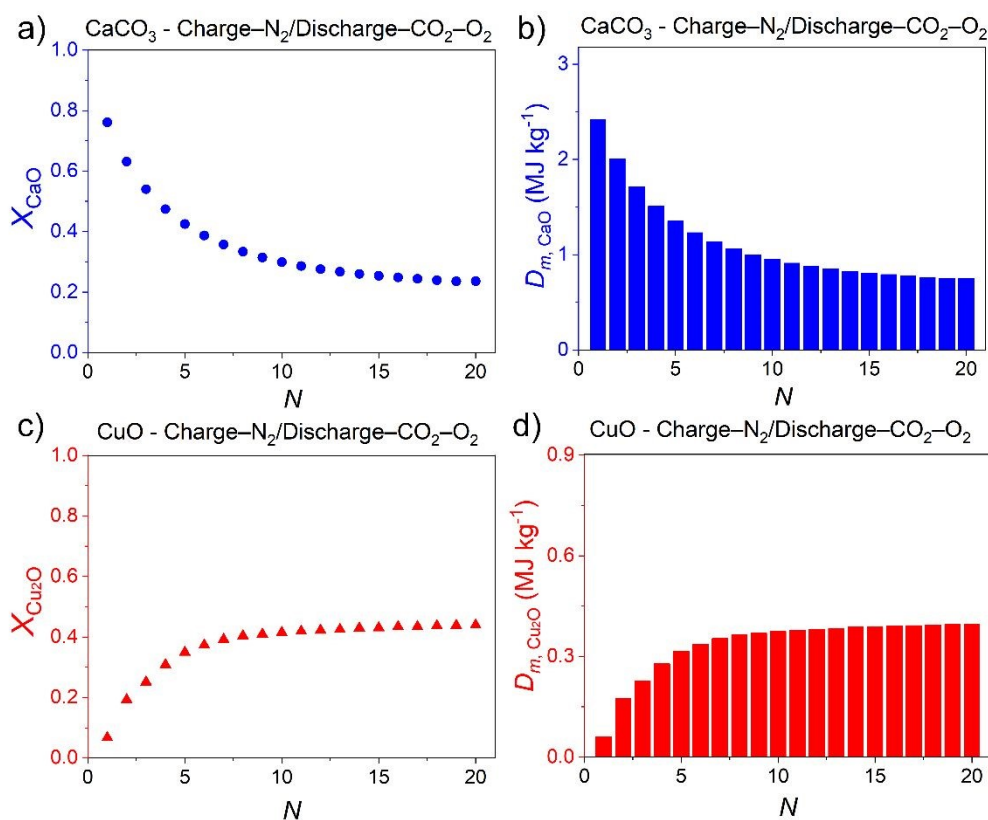 a) CaCO₃ - Charge–N₂/Discharge–CO₂–O₂
1.0
0.8
0.6
0.4
0.2
0.0
X_CaO
0 5 10 15 20
N
b) CaCO₃ - Charge–N₂/Discharge–CO₂–O₂
3
2
1
0
D_m, CaO (MJ kg⁻¹)
0 5 10 15 20
N
c) CuO - Charge–N₂/Discharge–CO₂–O₂
1.0
0.8
0.6
0.4
0.2
0.0
X_Cu₂O
0 5 10 15 20
N
d) CuO - Charge–N₂/Discharge–CO₂–O₂
0.9
0.6
0.3
0.0
D_m, Cu₂O (MJ kg⁻¹)
0 5 10 15 20
N